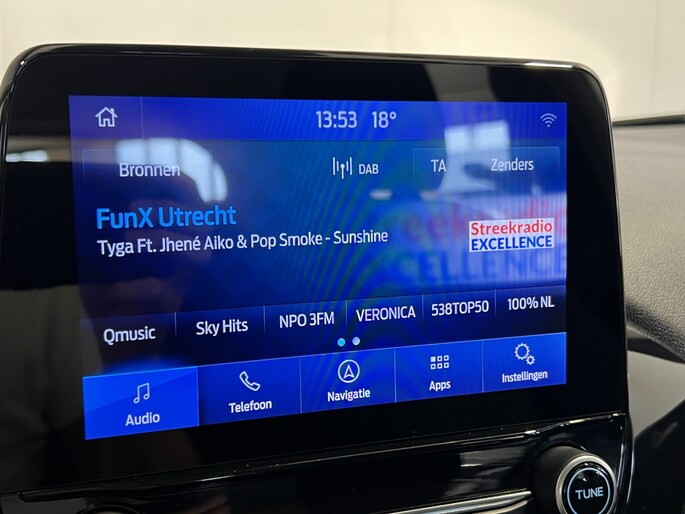 13:53 18°
Bronnen
DAB
TA
Zenders
FunX Utrecht
Tyga Ft. Jhené Aiko & Pop Smoke - Sunshine
Streekradio
EXCELLENCE
Qmusic
Sky Hits
NPO 3FM
VERONICA
538TOP50
100% NL
Audio
Telefoon
Navigatie
Apps
Instellingen
TUNE